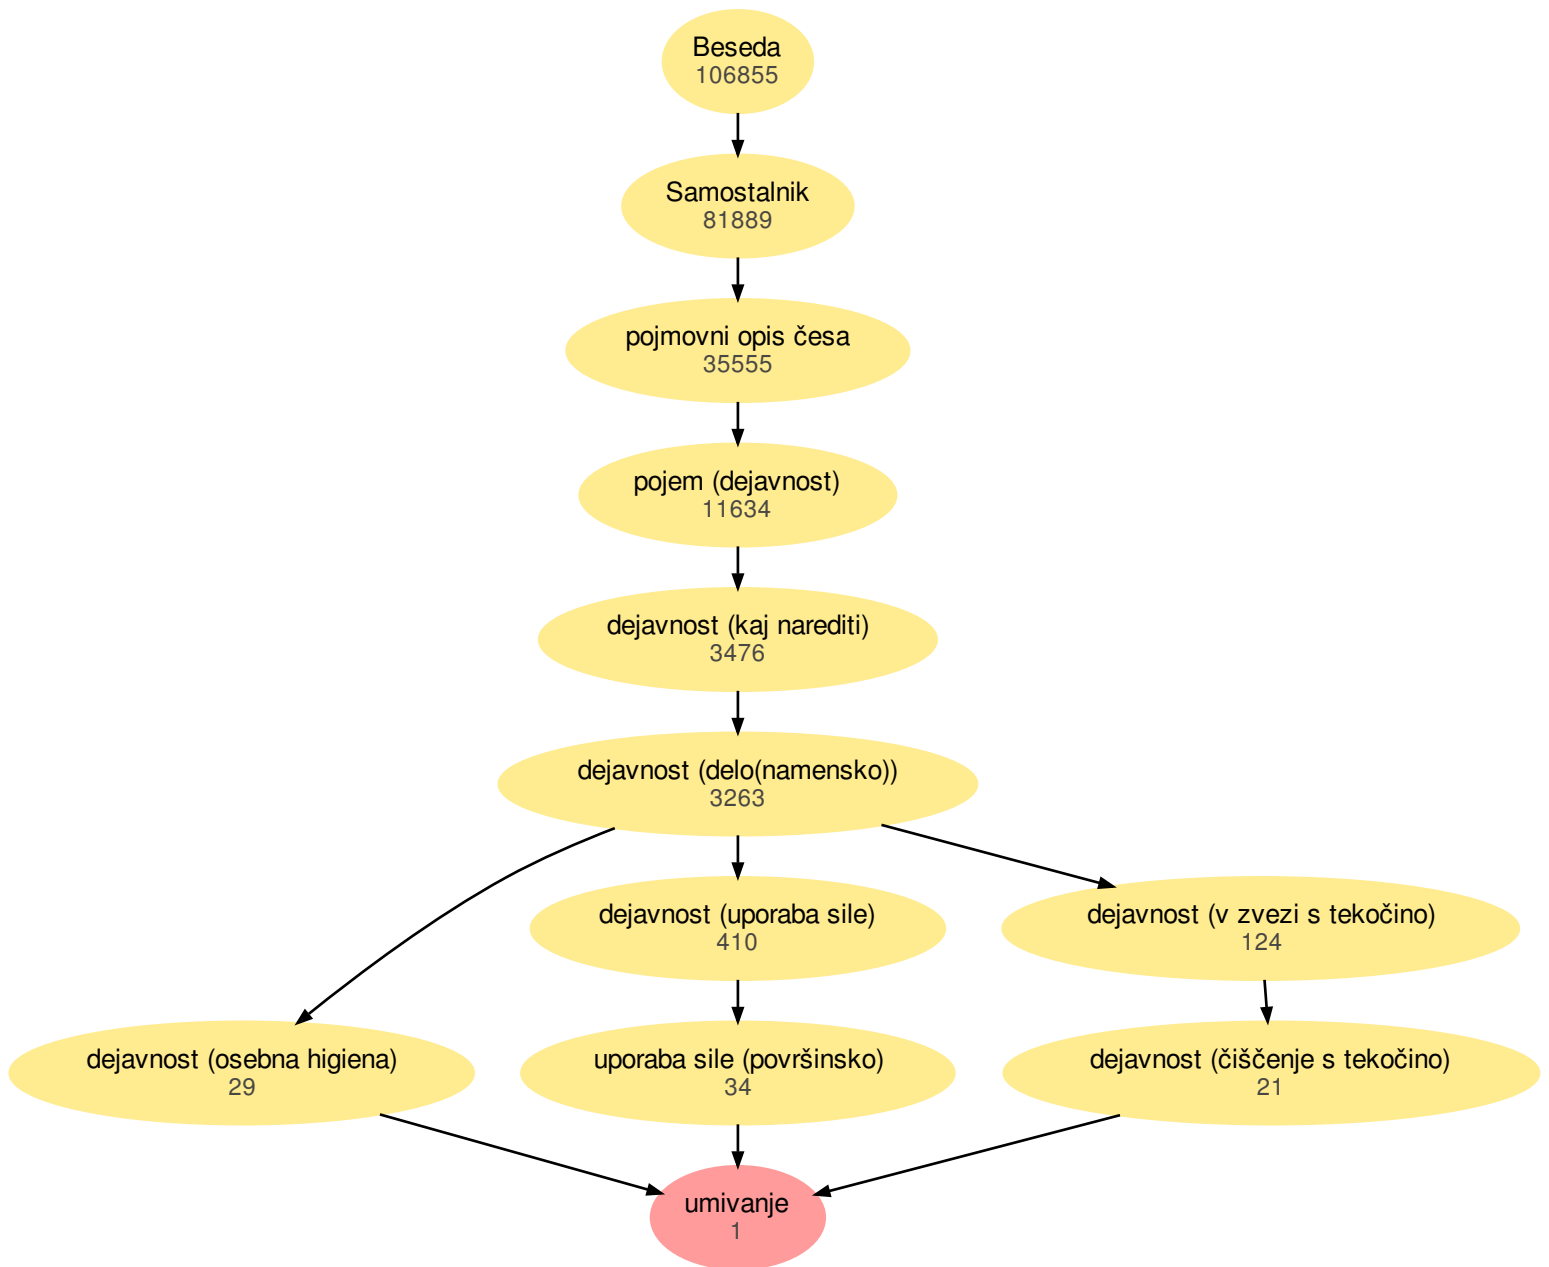 Beseda
106855
Samostalnik
81889
pojmovni opis česa
35555
pojem (dejavnost)
11634
dejavnost (kaj narediti)
3476
dejavnost (delo(namensko))
3263
dejavnost (uporaba sile)
410
dejavnost (v zvezi s tekočino)
124
dejavnost (osebna higiena)
29
uporaba sile (površinsko)
34
dejavnost (čiščenje s tekočino)
21
umivanje
1